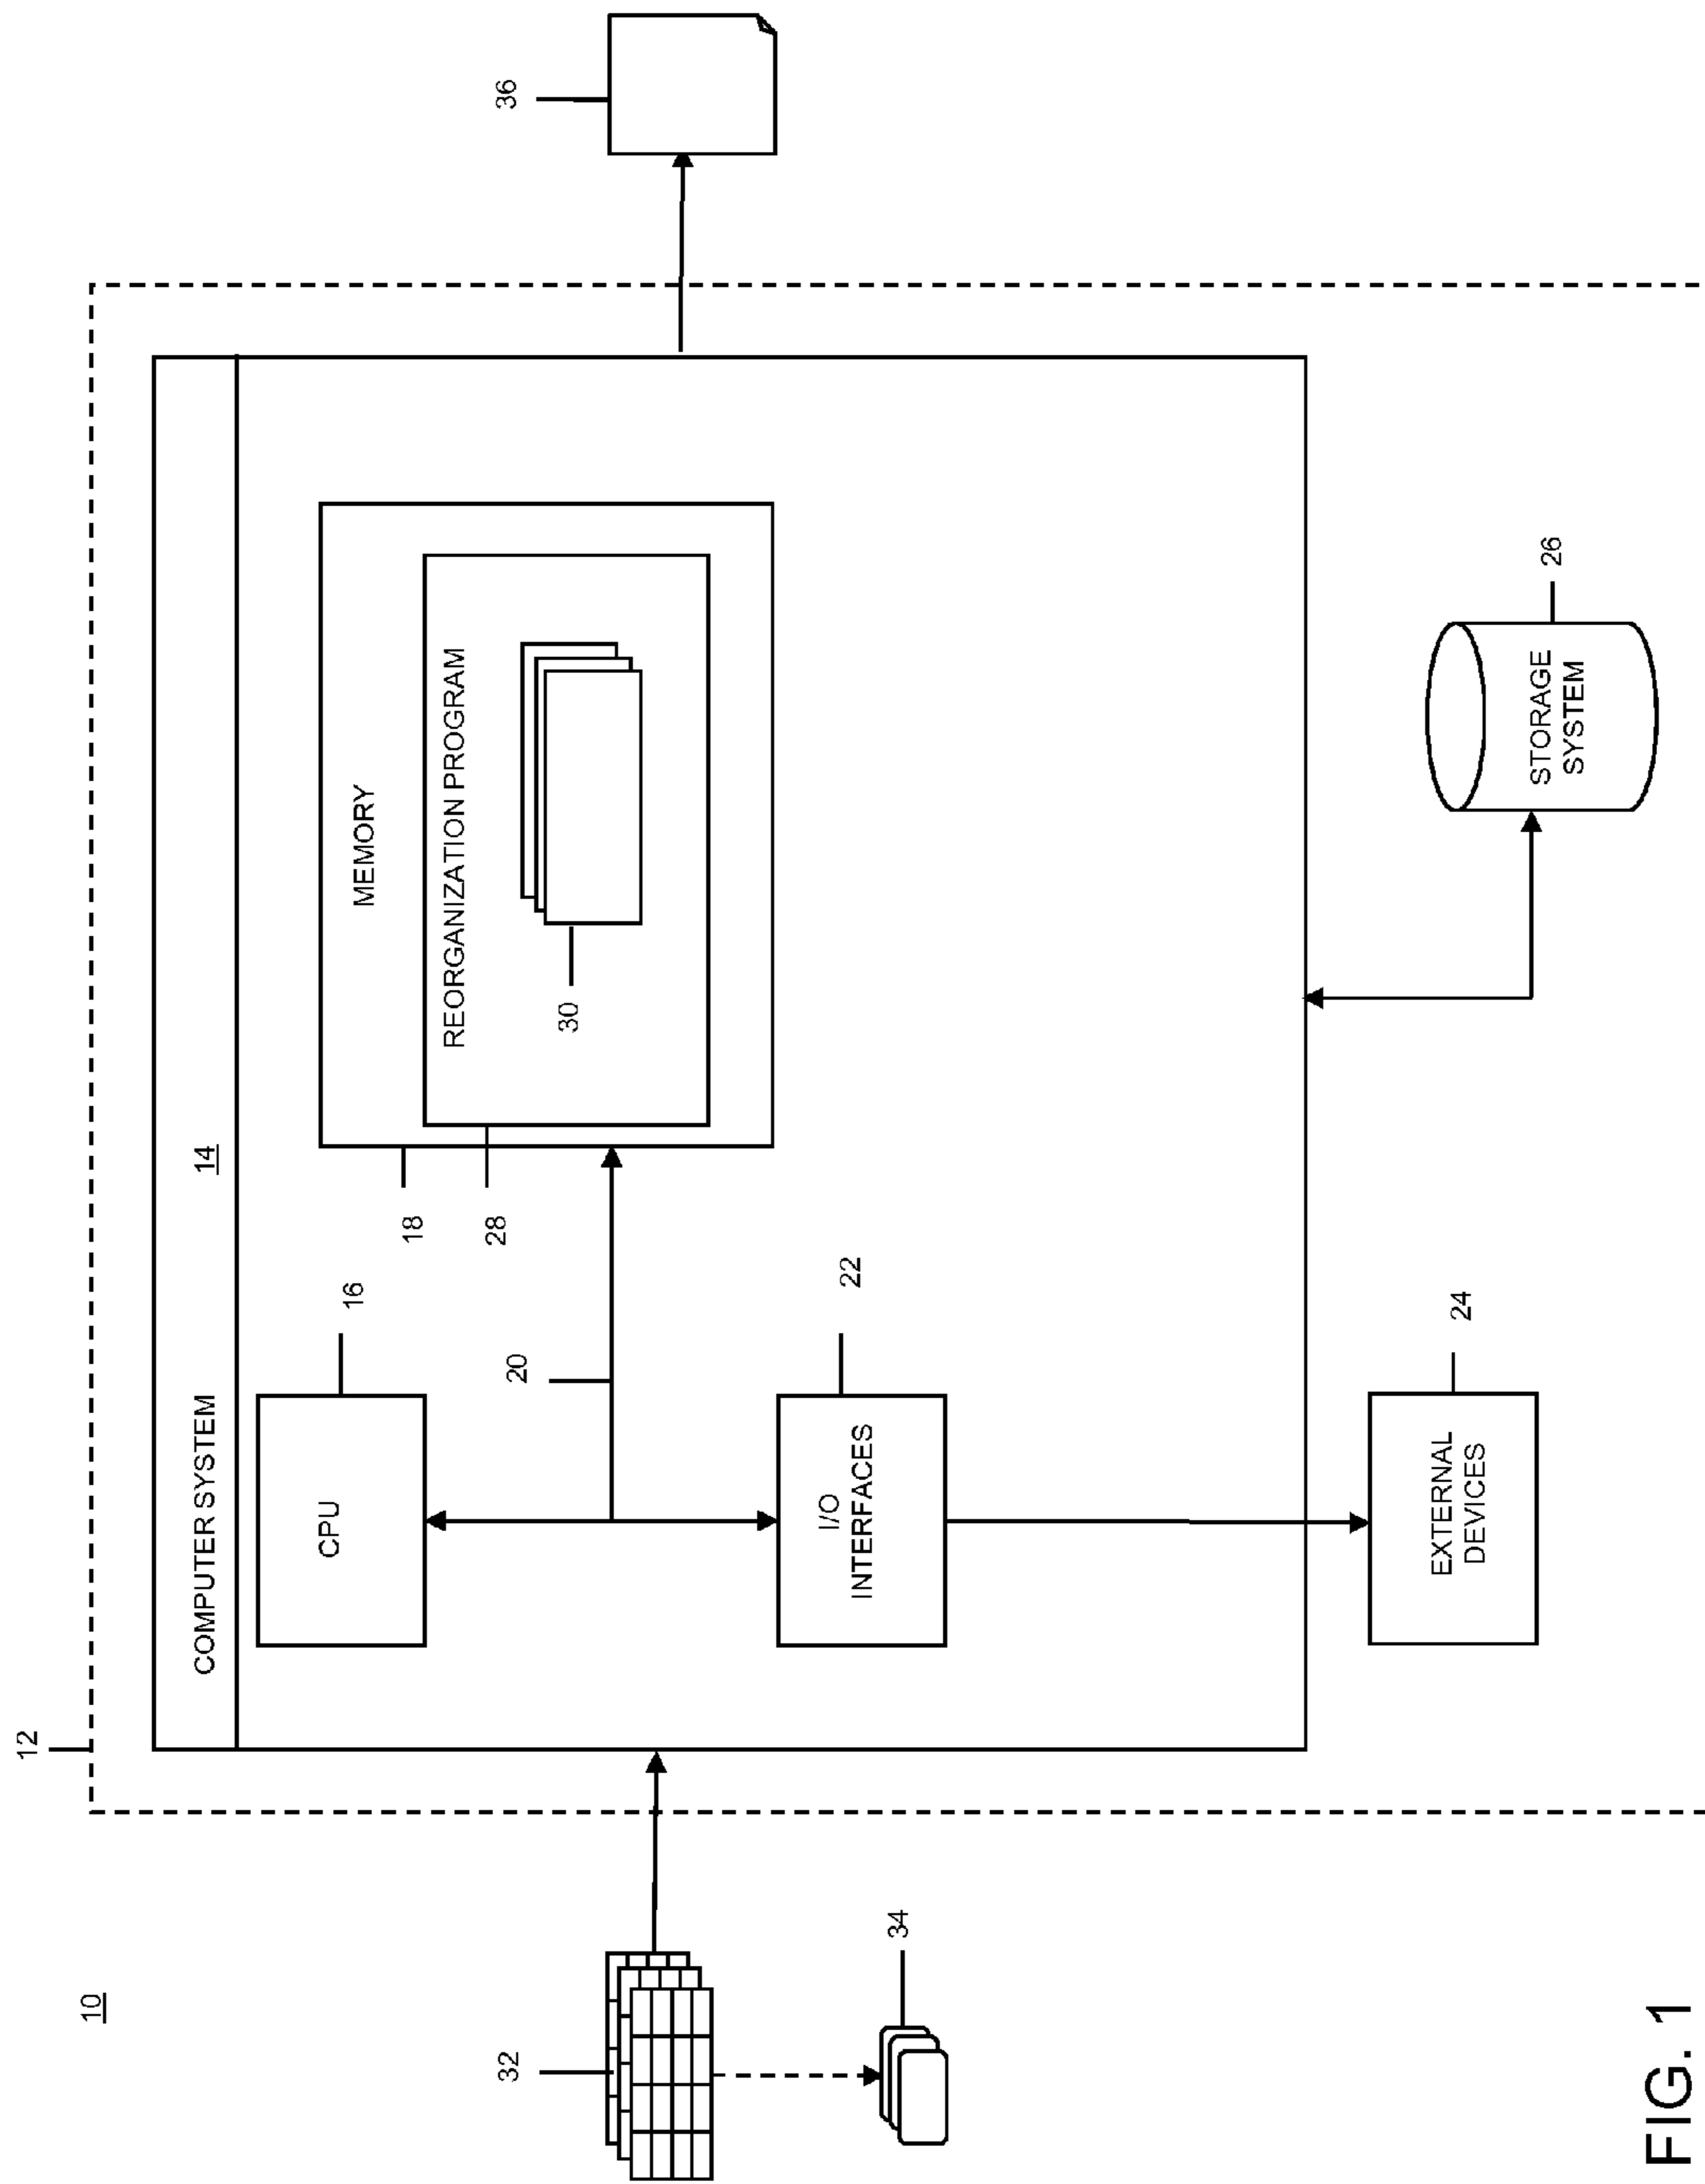 10
12
COMPUTER SYSTEM
14
CPU
16
MEMORY
18
REORGANIZATION PROGRAM
28
30
20
I/O
INTERFACES
22
32
34
36
EXTERNAL
DEVICES
24
STORAGE
SYSTEM
26
FIG. 1